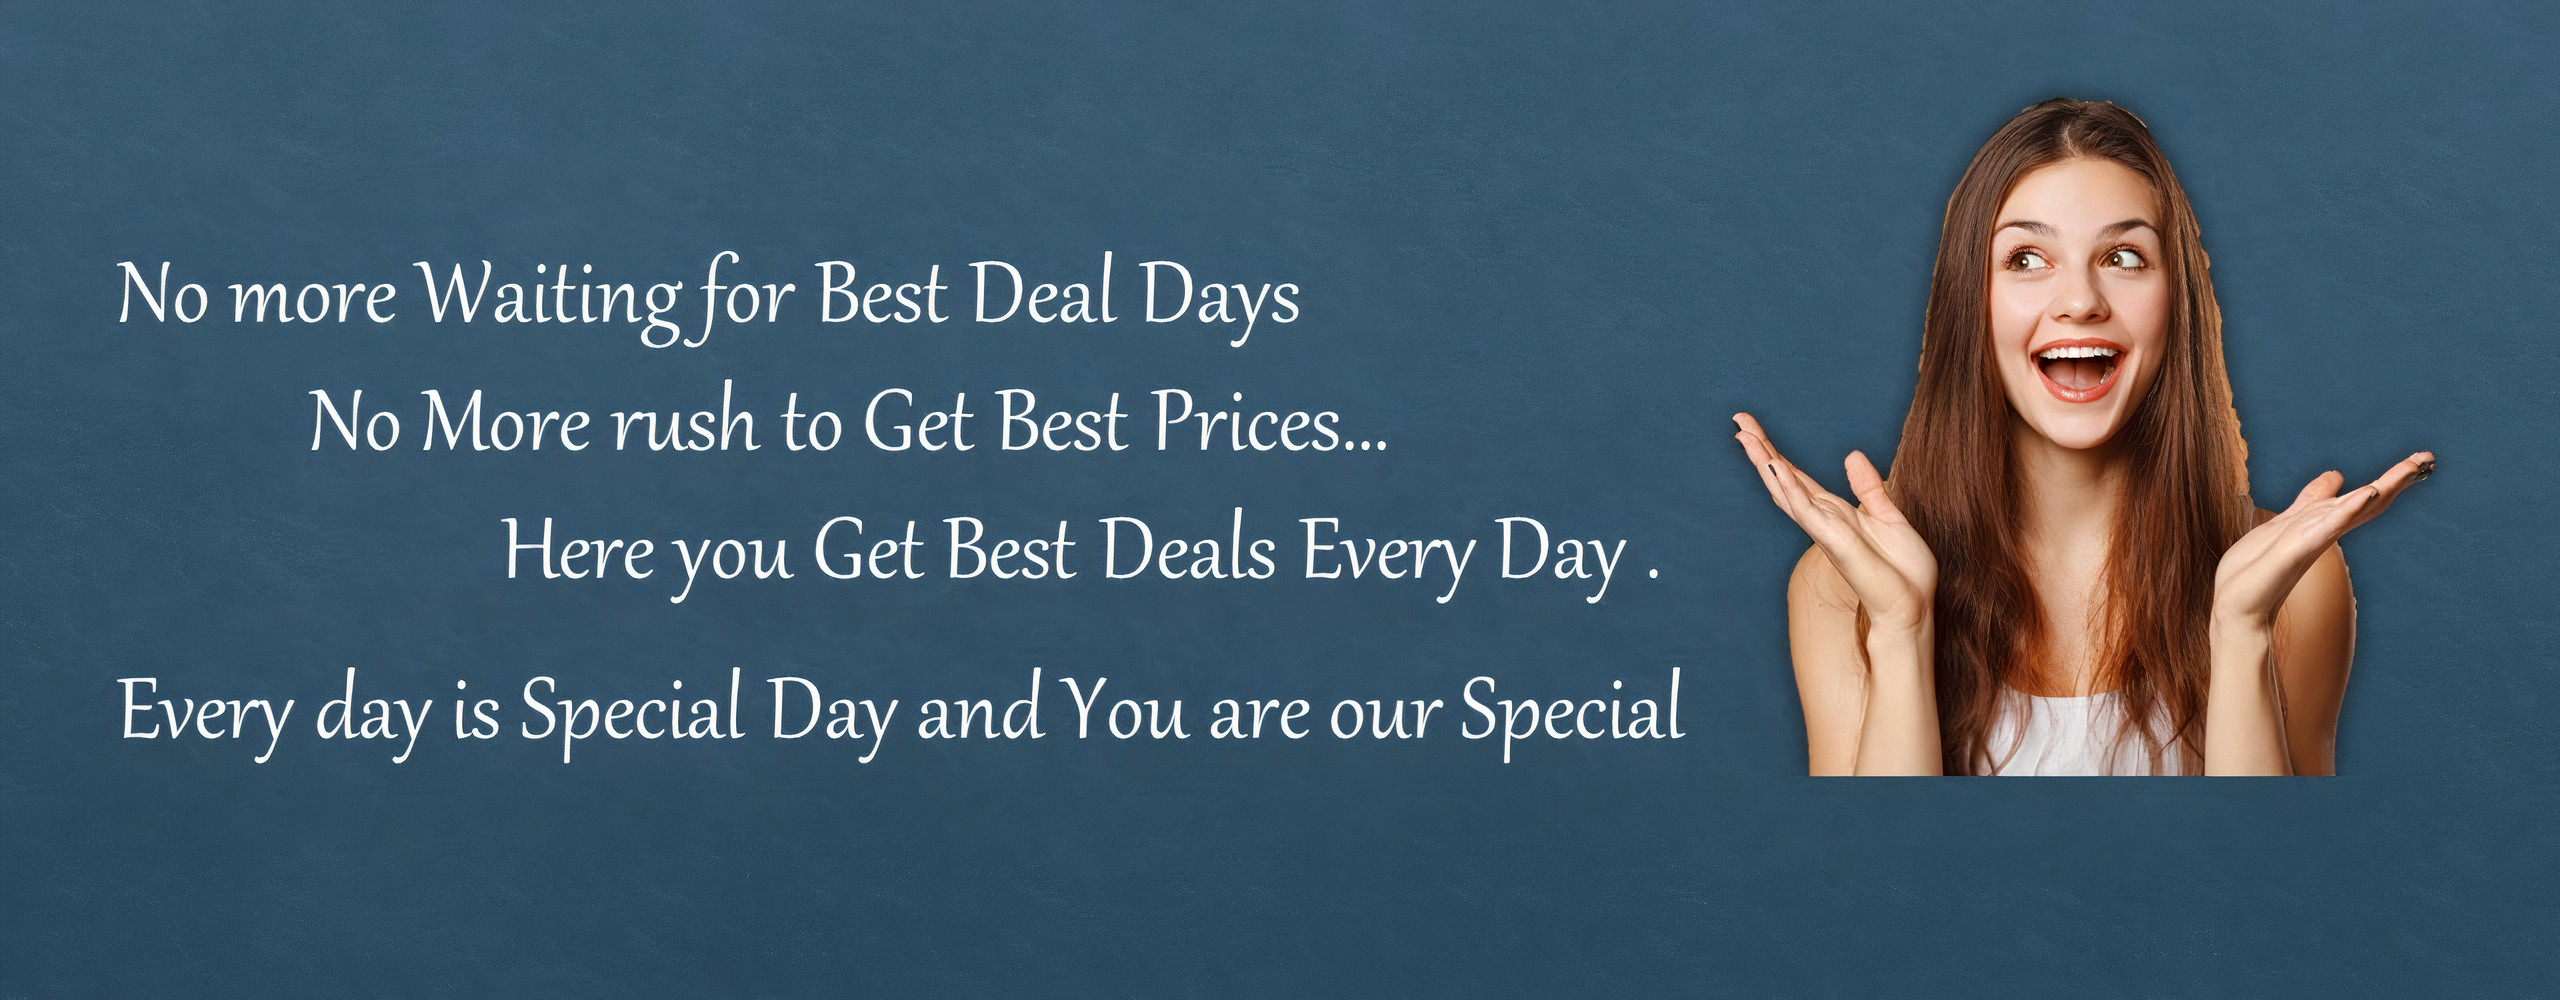 No more Waiting for Best Deal Days
No More rush to Get Best Prices...
Here you Get Best Deals Every Day .
Every day is Special Day and You are our Special